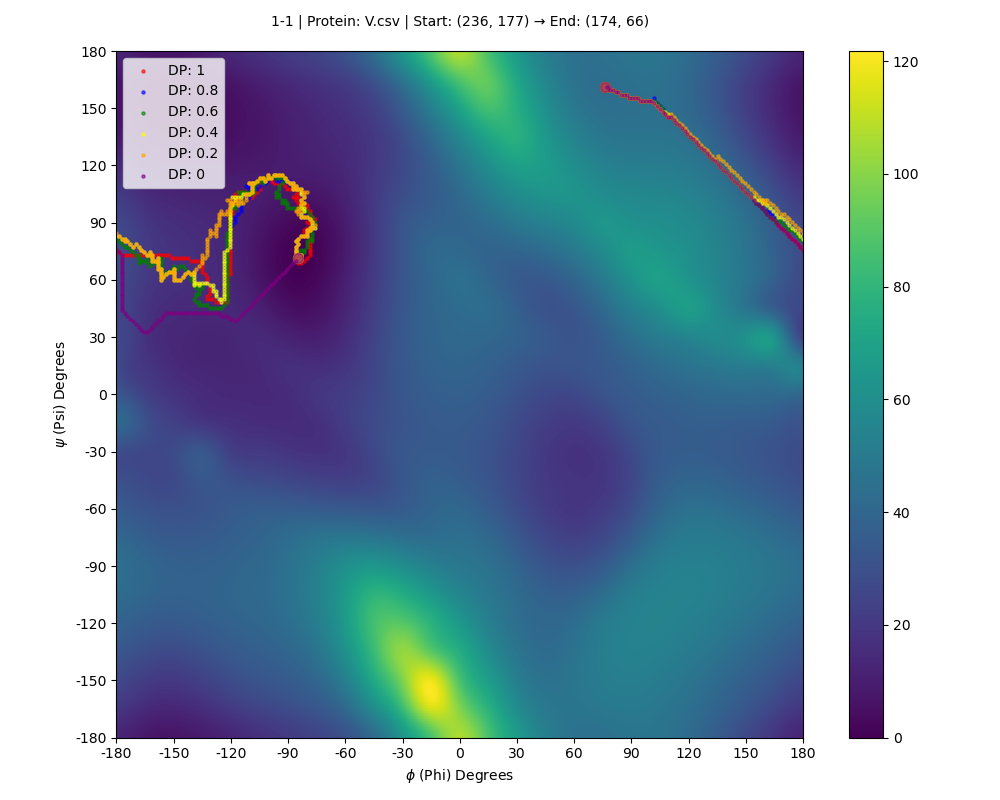 1-1 | Protein: V.csv | Start: (236, 177) → End: (174, 66)
DP: 1
DP: 0.8
DP: 0.6
DP: 0.4
DP: 0.2
DP: 0
180
150
120
90
60
30
0
-30
-60
-90
-120
-150
-180
ψ (Psi) Degrees
-180 -150 -120 -90 -60 -30 0 30 60 90 120 150 180
ϕ (Phi) Degrees
120
100
80
60
40
20
0